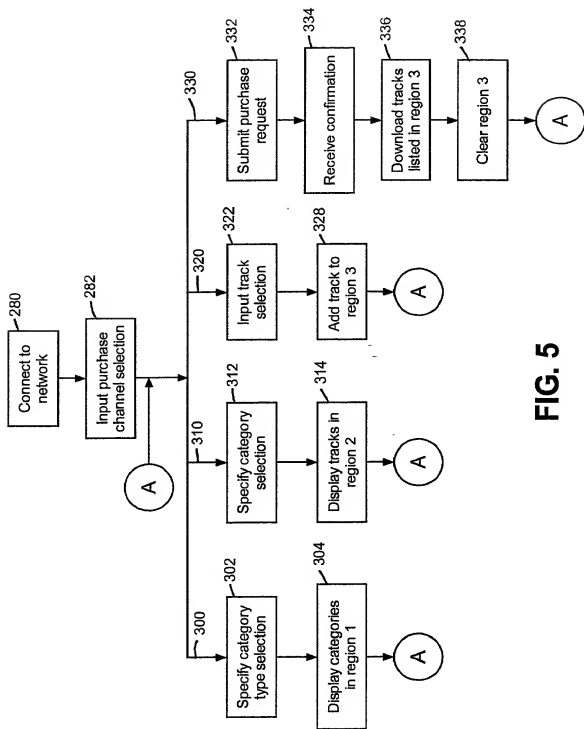 280
Connect to
network
282
Input purchase
channel selection
A
300
302
Specify category
type selection
304
Display categories
in region 1
A
310
312
Specify category
selection
314
Display tracks in
region 2
A
320
322
Input track
selection
328
Add track to
region 3
A
330
332
Submit purchase
request
334
Receive confirmation
336
Download tracks
listed in region 3
338
Clear region 3
A
FIG. 5